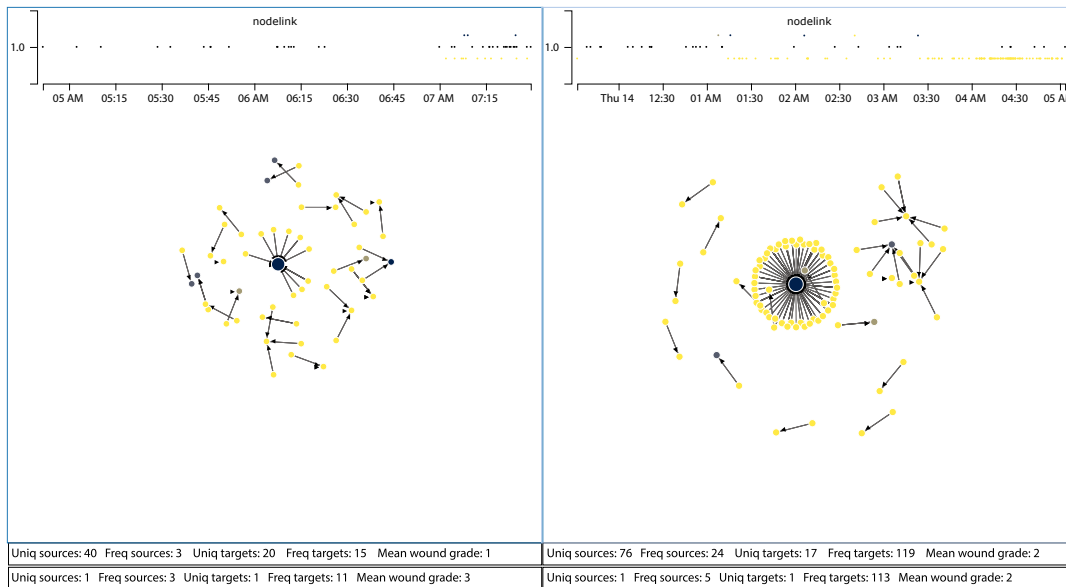 nodelink
1.0
05 AM 05:15 05:30 05:45 06 AM 06:15 06:30 06:45 07 AM 07:15
nodelink
1.0
Thu 14 12:30 01 AM 01:30 02 AM 02:30 03 AM 03:30 04 AM 04:30 05 AM
Uniq sources: 40 Freq sources: 3 Uniq targets: 20 Freq targets: 15 Mean wound grade: 1
Uniq sources: 76 Freq sources: 24 Uniq targets: 17 Freq targets: 119 Mean wound grade: 2
Uniq sources: 1 Freq sources: 3 Uniq targets: 1 Freq targets: 11 Mean wound grade: 3
Uniq sources: 1 Freq sources: 5 Uniq targets: 1 Freq targets: 113 Mean wound grade: 2